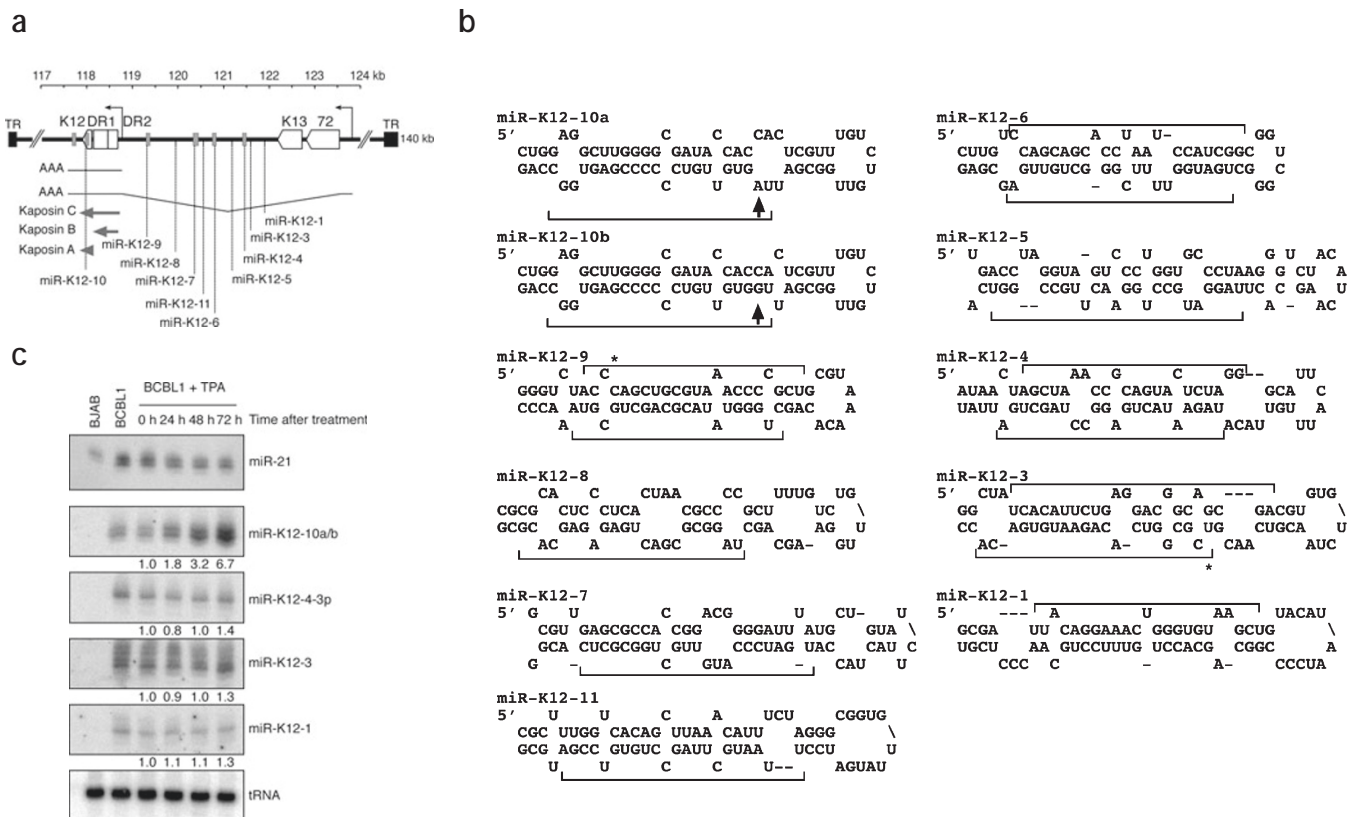 a
117 118 119 120 121 122 123 124 kb
TR K12 DR1 DR2 K13 72 TR
140 kb
AAA
AAA
Kaposin C
Kaposin B
Kaposin A
miR-K12-10
miR-K12-9
miR-K12-8
miR-K12-7
miR-K12-11
miR-K12-6
miR-K12-1
miR-K12-3
miR-K12-4
miR-K12-5
b
miR-K12-10a
5′ AG C C CAC UGU
CUGG GCUUGGGGG GAUA CAC UCGUU C
GACC UGAGCCCC CUGU GUG AGCGG U
GG C U AUU UUG
miR-K12-10b
5′ AG C C UGU
CUGG GCUUGGGGG GAUA CACCA UCGUU C
GACC UGAGCCCC CUGU GUGGU AGCGG U
GG C U U UUG
miR-K12-9
*
5′ C C A C CGU
GGGU UACC CAGCUGCGUA ACCC GCUG A
CCCA AUGG GUCGACGCAU UGGG CGAC A
A C A U ACA
miR-K12-8
5′ CA C CUAA CC UUUG UG
CGCG CUC CUCA CGCC GCU UC \
GCGC GAG GAGU GCGG CGA AG U
AC A CAGC AU CGA- GU
miR-K12-7
5′ G U C ACG U CU- U
CGU GAGCGCCA CGG GGGAUU AUG GUA \
GCA CUCGCGGU GUU CCCUAG UAC CAU C
G - C GUA - CAU U
miR-K12-11
5′ U U C A UCU CGGUG
CGC UUGG CACAG UUAA CAUU AGGG \
GCG AGCC GUGUC GAUU GUAA UCCU U
U U C C U-- AGUAU
miR-K12-6
5′ UC A U U- GG
CUUG CAGCAGC CC AA CCAUCGGC U
GAGC GUUGUCG GG UU GGUAGUCG C
GA - C UU GG
miR-K12-5
5′ U UA - C U GC G U AC
GACC GGUA GU CC GGU CCUAAG G CU U
CUGG CCGU CA GG CCG GGAUUC C GA A
A -- U A U UA A - AC
miR-K12-4
5′ C AA G C GG-- UU
AUAA UAGCUA CC CAGUA UCUA GCA C
UAUU GUCGAU GG GUCAU AGAU UGU A
A CC A A ACAU UU
miR-K12-3
5′ CUA AG G A --- GUG
GG UCACAUUCUG GAC GC GC GACGU \
CC AGUGUAAGAC CUG CG UG CUGCA U
AC- A- G C CAA AUC
*
miR-K12-1
5′ --- A U AA UACAU
GCGA UU CAGGAAAC GGGUGU GCUG \
UGCU AA GUCCUUUG UCCACG CGGC A
CCC C - A- CCCUA
c
BJAB
BCBL1
BCBL1 + TPA
0 h 24 h 48 h 72 h Time after treatment
miR-21
miR-K12-10a/b
1.0 1.8 3.2 6.7
miR-K12-4-3p
1.0 0.8 1.0 1.4
miR-K12-3
1.0 0.9 1.0 1.3
miR-K12-1
1.0 1.1 1.1 1.3
tRNA